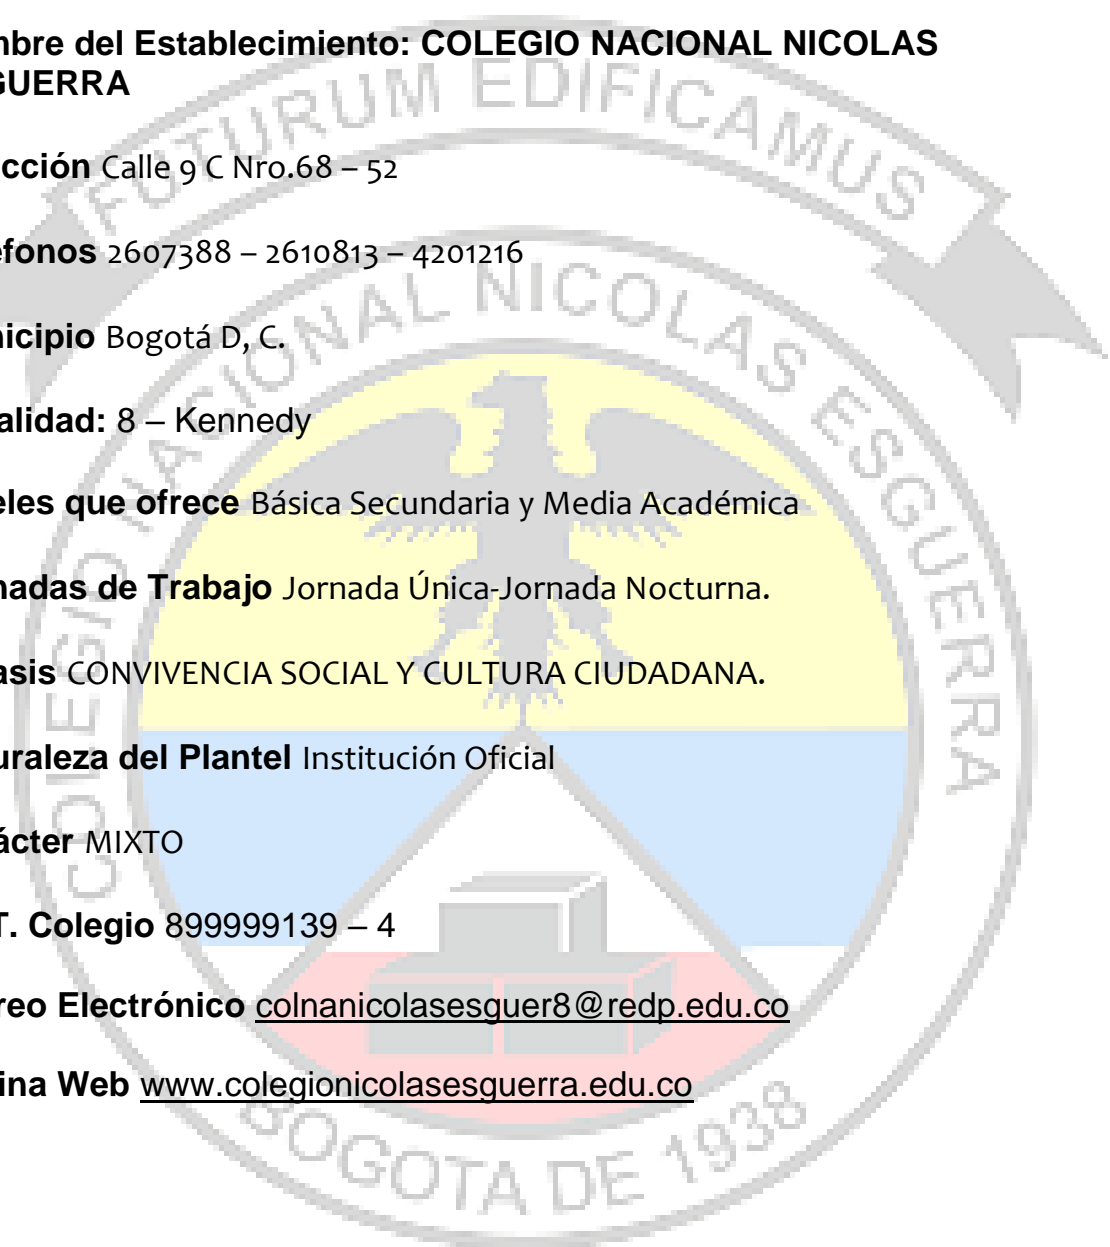 mbre del Establecimiento: COLEGIO NACIONAL NICOLAS
GUERRA
cción Calle 9 C Nro.68 – 52
éfonos 2607388 – 2610813 – 4201216
nicipio Bogotá D, C.
alidad: 8 – Kennedy
eles que ofrece Básica Secundaria y Media Académica
nadas de Trabajo Jornada Única-Jornada Nocturna.
asis CONVIVENCIA SOCIAL Y CULTURA CIUDADANA.
uraleza del Plantel Institución Oficial
ácter MIXTO
T. Colegio 899999139 – 4
reo Electrónico colnanicolasesguer8@redp.edu.co
ina Web www.colegionicolasesguerra.edu.co
FUTURUM EDIFICAMUS
COLEGIO NACIONAL NICOLAS ESGUERRA
BOGOTA DE 1938